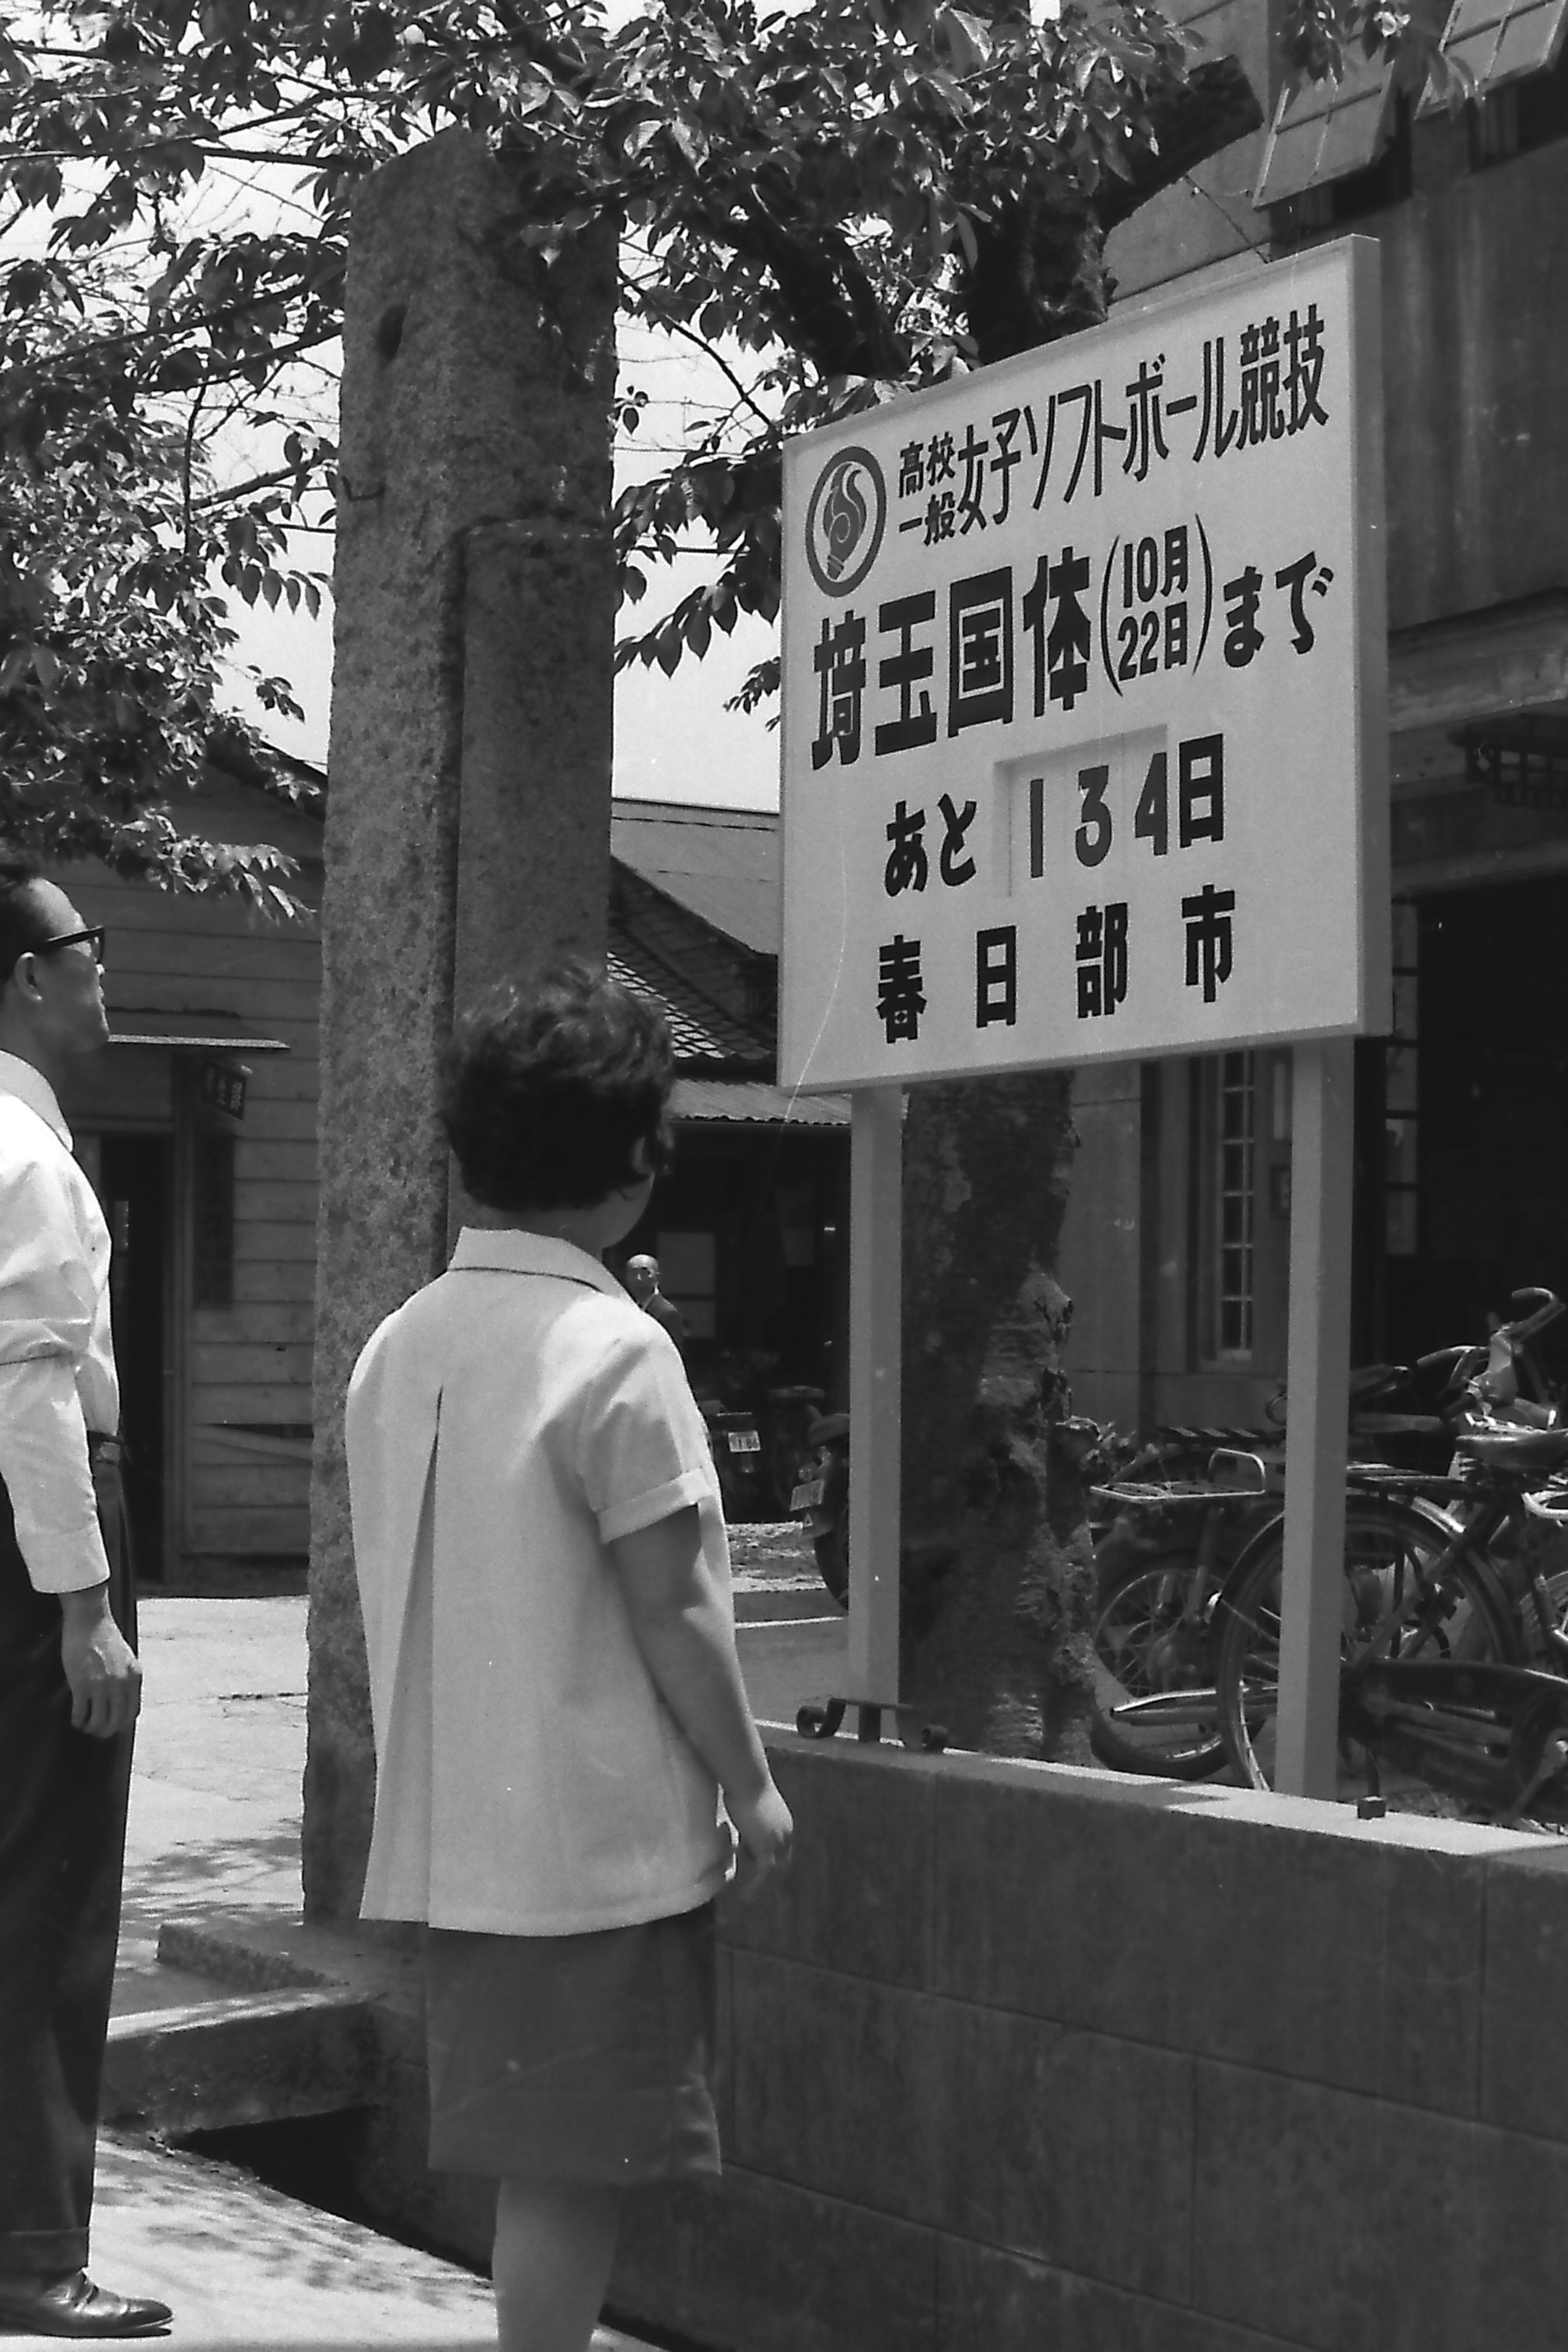 高校
一般
女子ソフトボール競技
埼玉国体(10月22日)まで
あと134日
春日部市